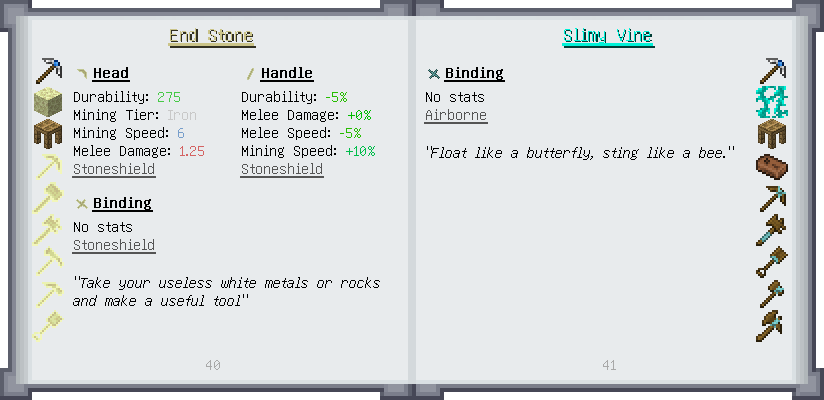 End Stone
Head
Durability: 275
Mining Tier: Iron
Mining Speed: 6
Melee Damage: 1.25
Stoneshield
Handle
Durability: -5%
Melee Damage: +0%
Melee Speed: -5%
Mining Speed: +10%
Stoneshield
Binding
No stats
Stoneshield
"Take your useless white metals or rocks
and make a useful tool"
40
Slimy Vine
Binding
No stats
Airborne
"Float like a butterfly, sting like a bee."
41